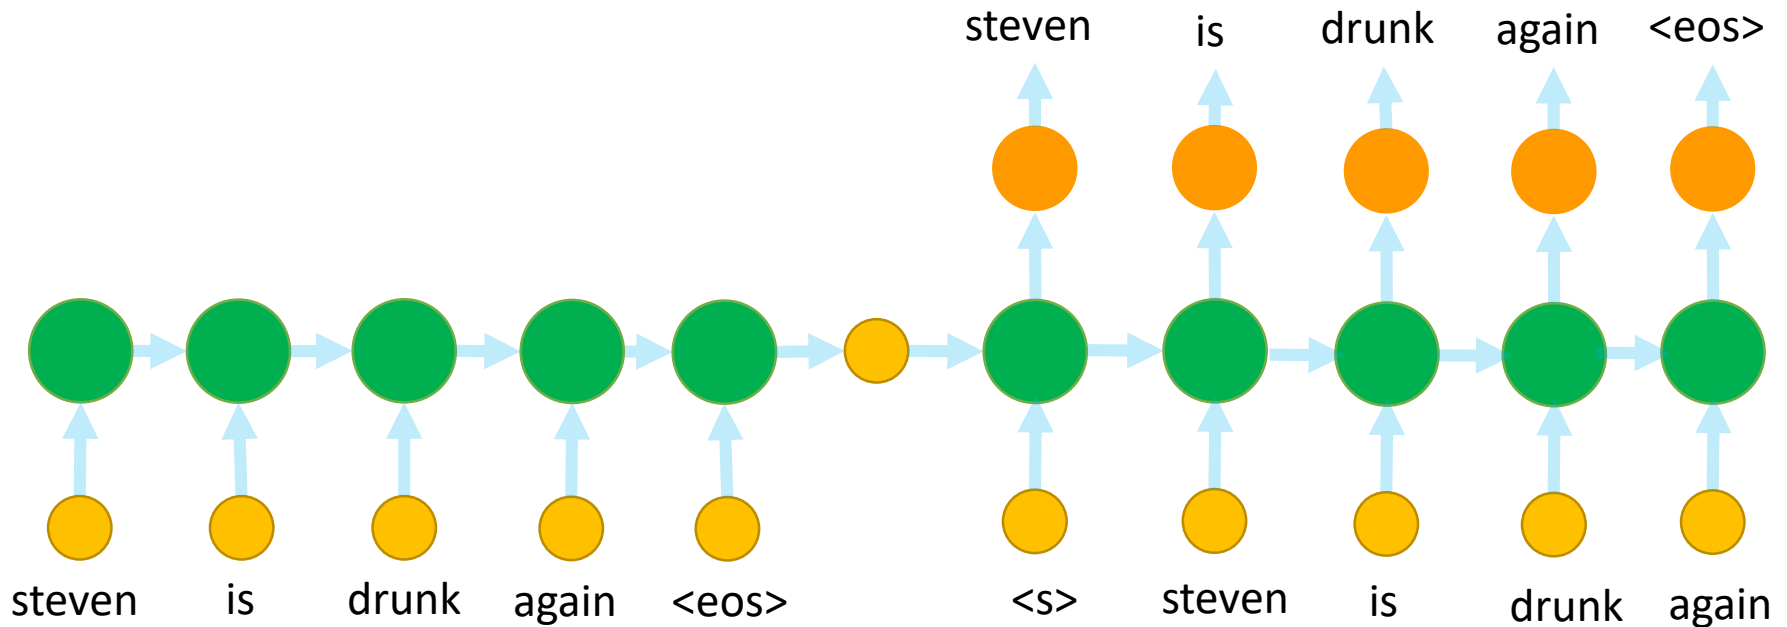 steven is drunk again <eos>
steven is drunk again <eos> <s> steven is drunk again